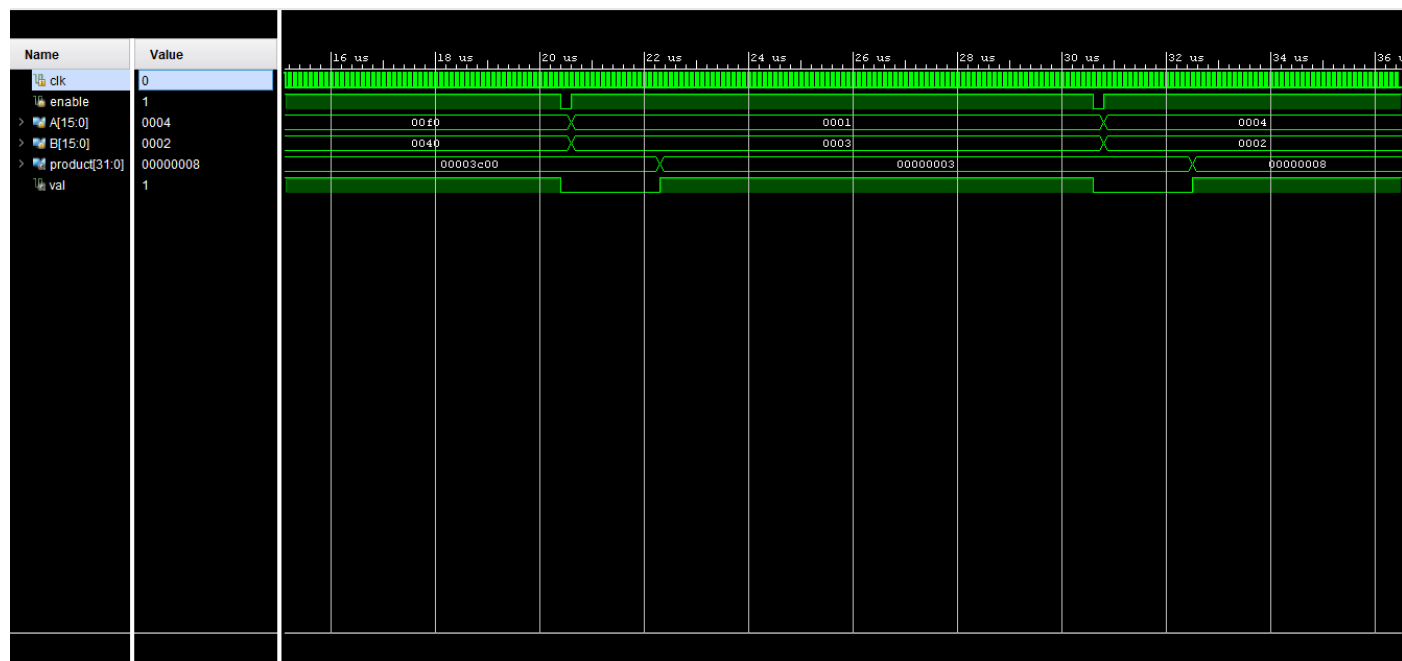 Name Value
16 us 18 us 20 us 22 us 24 us 26 us 28 us 30 us 32 us 34 us 36
clk 0
enable 1
A[15:0] 0004 00f0 0001 0004
B[15:0] 0002 0040 0003 0002
product[31:0] 00000008 00003c00 00000003 00000008
val 1